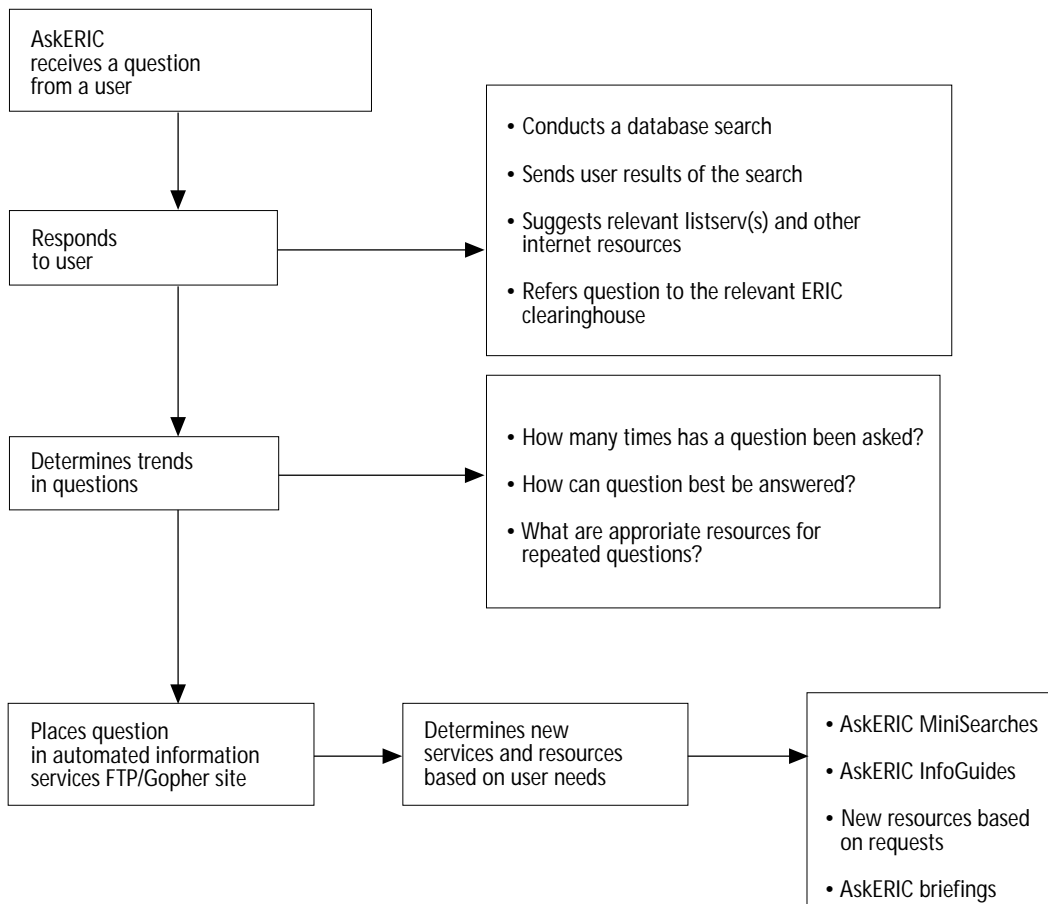 AskERIC
receives a question
from a user
• Conducts a database search
• Sends user results of the search
• Suggests relevant listserv(s) and other
internet resources
• Refers question to the relevant ERIC
clearinghouse
Responds
to user
• How many times has a question been asked?
• How can question best be answered?
• What are approriate resources for
repeated questions?
Determines trends
in questions
Places question
in automated information
services FTP/Gopher site
Determines new
services and resources
based on user needs
• AskERIC MiniSearches
• AskERIC InfoGuides
• New resources based
on requests
• AskERIC briefings